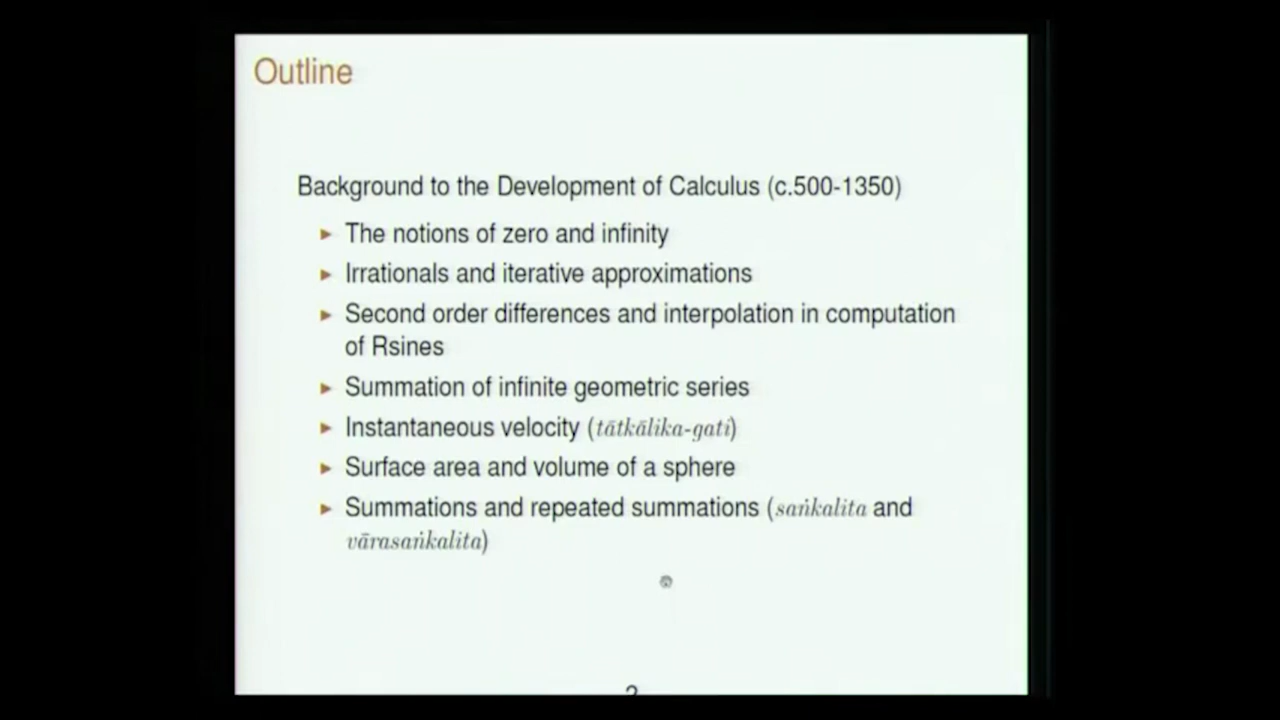 Outline
Background to the Development of Calculus (c.500-1350)
► The notions of zero and infinity
► Irrationals and iterative approximations
► Second order differences and interpolation in computation
of Rsines
► Summation of infinite geometric series
► Instantaneous velocity (tātkālika-gati)
► Surface area and volume of a sphere
► Summations and repeated summations (saṅkalita and
vārasaṅkalita)